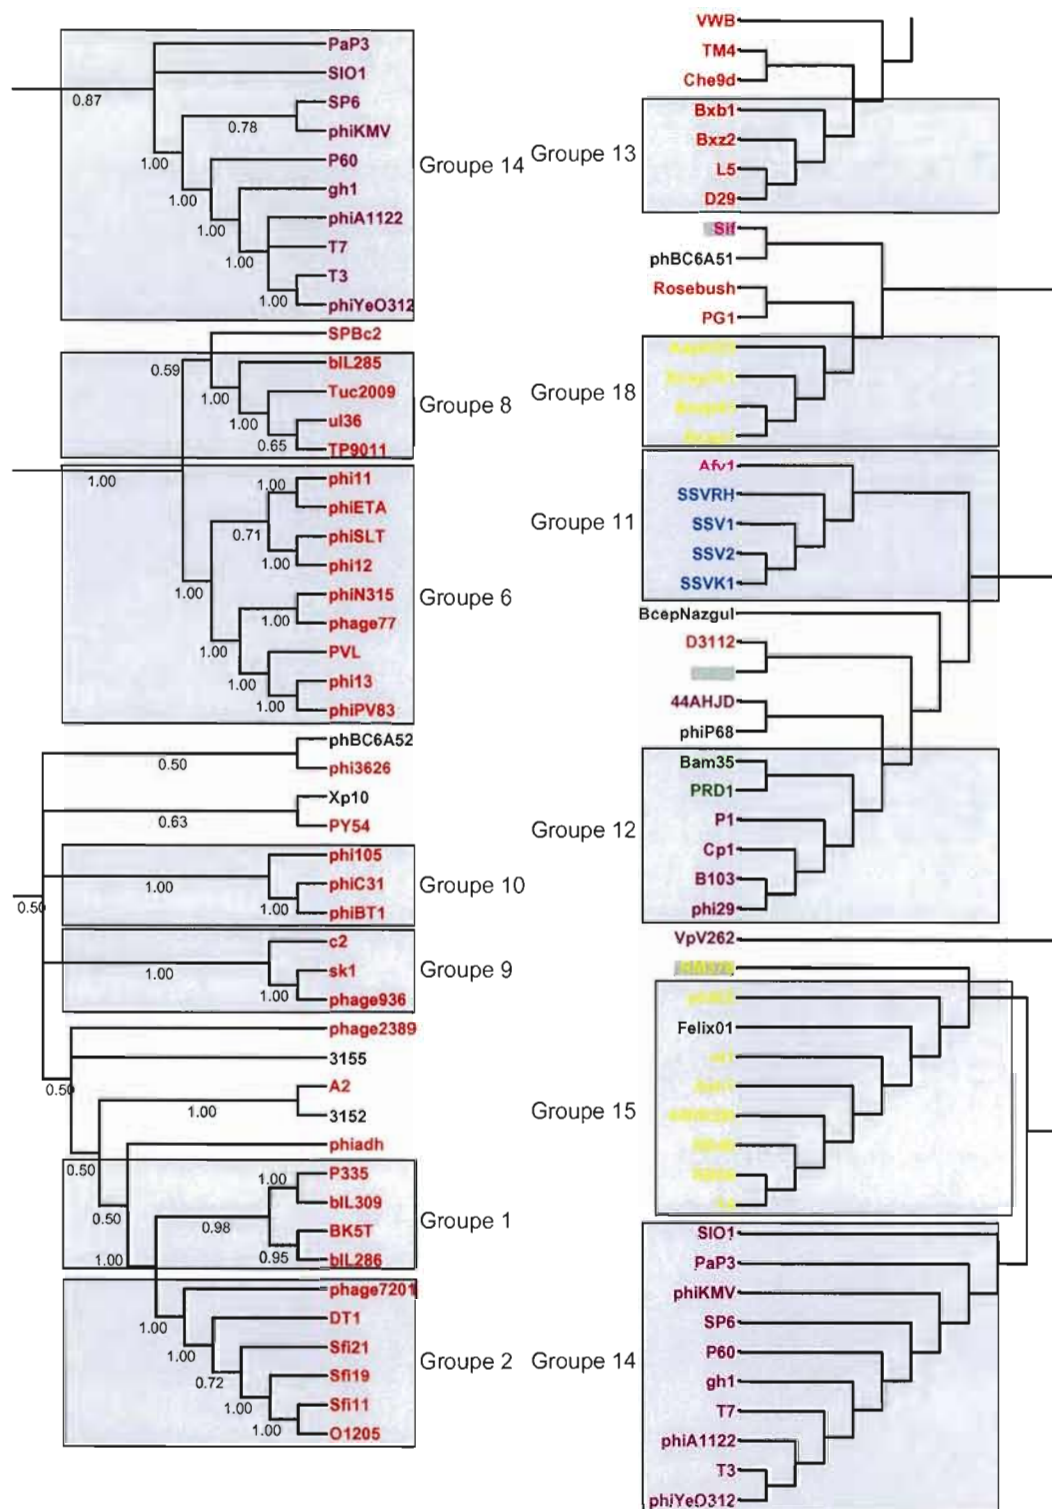 PaP3
SIO1
0.87
SP6
0.78
phiKMV
1.00
P60
Groupe 14
gh1
1.00
phiA1122
1.00
T7
1.00
T3
1.00
phiYeO312
SPBc2
0.59
bIL285
1.00
Tuc2009
Groupe 8
1.00
ul36
0.65
TP9011
1.00
phi11
1.00
phiETA
0.71
phiSLT
1.00
phi12
1.00
phiN315
Groupe 6
1.00
phage77
1.00
PVL
1.00
phi13
1.00
phiPV83
phBC6A52
0.50
phi3626
Xp10
0.63
PY54
phi105
1.00
phiC31
Groupe 10
1.00
phiBT1
0.50
c2
1.00
sk1
Groupe 9
1.00
phage936
phage2389
3155
0.50
A2
1.00
3152
phiadh
0.50
P335
1.00
bIL309
0.50
0.98
Groupe 1
BK5T
0.95
bIL286
1.00
phage7201
DT1
1.00
Sfi21
1.00
Groupe 2
Sfi19
0.72
Sfi11
1.00
O1205
1.00
VWB
TM4
Che9d
Bxb1
Bxz2
Groupe 13
L5
D29
Sif
phBC6A51
Rosebush
PG1
Groupe 18
Afv1
SSVRH
SSV1
Groupe 11
SSV2
SSVK1
BcepNazgul
D3112
44AHJD
phiP68
Bam35
PRD1
P1
Groupe 12
Cp1
B103
phi29
VpV262
Felix01
Groupe 15
SIO1
PaP3
phiKMV
SP6
P60
Groupe 14
gh1
T7
phiA1122
T3
phiYeO312